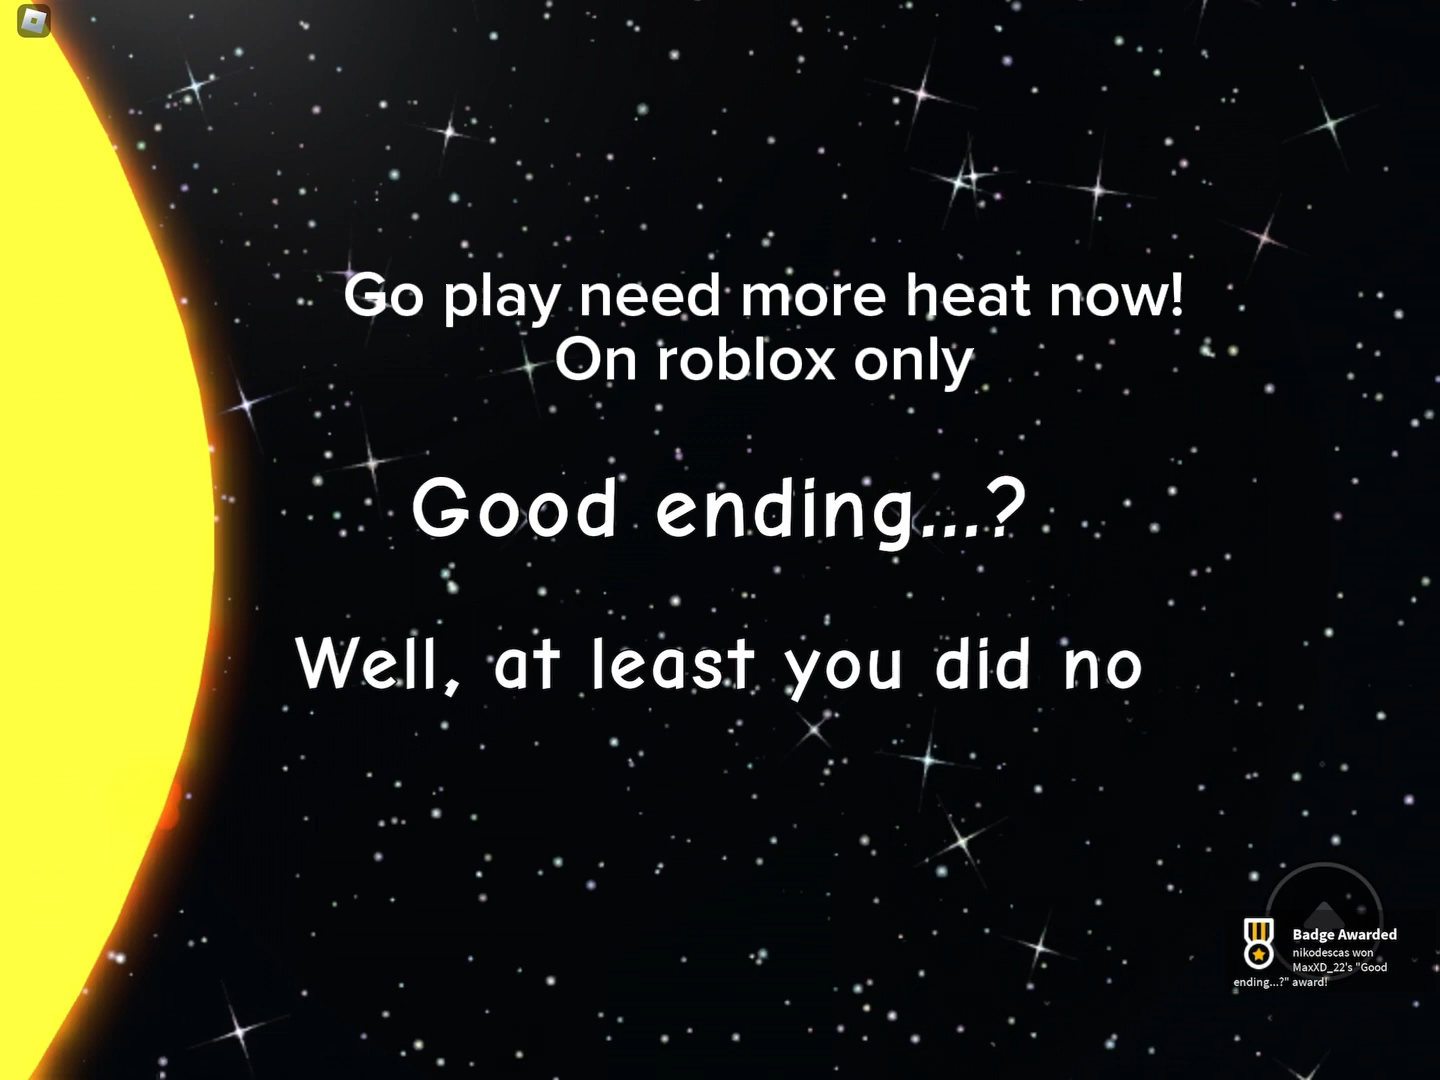 Go play need more heat now!
On roblox only
Good ending...?
Well, at least you did no
Badge Awarded
nikodescas won
MaxXD_22's "Good
ending...?" award!